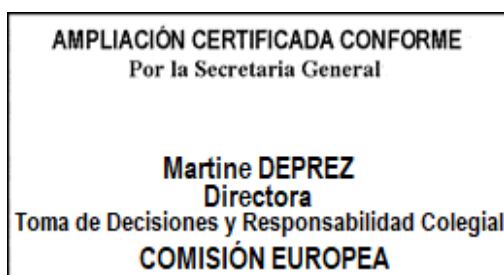 AMPLIACIÓN CERTIFICADA CONFORME
Por la Secretaria General
Martine DEPREZ
Directora
Toma de Decisiones y Responsabilidad Colegial
COMISIÓN EUROPEA